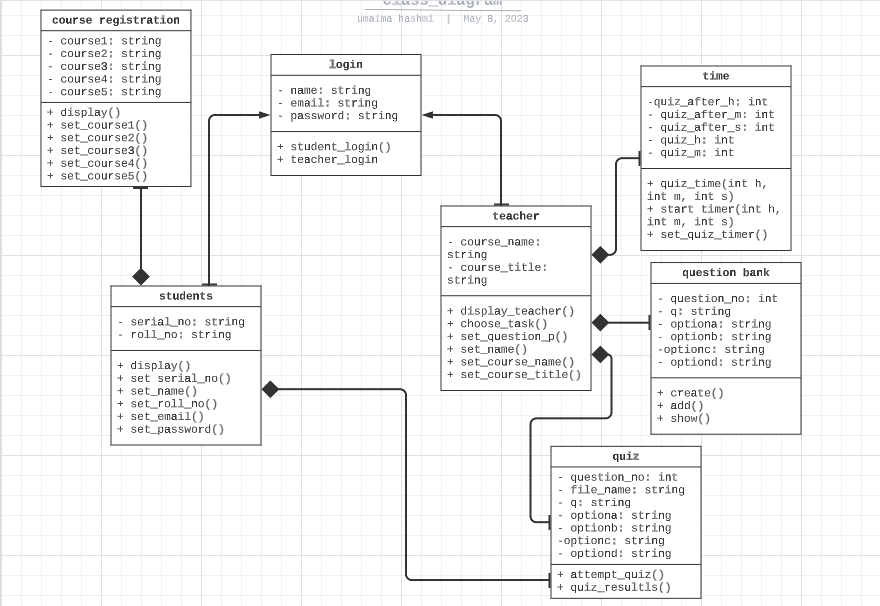 class_diagram
umaima hashmi | May 8, 2023
course registration
- course1: string
- course2: string
- course3: string
- course4: string
- course5: string
+ display()
+ set_course1()
+ set_course2()
+ set_course3()
+ set_course4()
+ set_course5()
login
- name: string
- email: string
- password: string
+ student_login()
+ teacher_login
time
-quiz_after_h: int
- quiz_after_m: int
- quiz_after_s: int
- quiz_h: int
- quiz_m: int
+ quiz_time(int h,
int m, int s)
+ start timer(int h,
int m, int s)
+ set_quiz_timer()
teacher
- course_name:
string
- course_title:
string
+ display_teacher()
+ choose_task()
+ set_question_p()
+ set_name()
+ set_course_name()
+ set_course_title()
question bank
- question_no: int
- q: string
- optiona: string
- optionb: string
-optionc: string
- optiond: string
+ create()
+ add()
+ show()
students
- serial_no: string
- roll_no: string
+ display()
+ set serial_no()
+ set_name()
+ set_roll_no()
+ set_email()
+ set_password()
quiz
- question_no: int
- file_name: string
- q: string
- optiona: string
- optionb: string
-optionc: string
- optiond: string
+ attempt_quiz()
+ quiz_resultls()